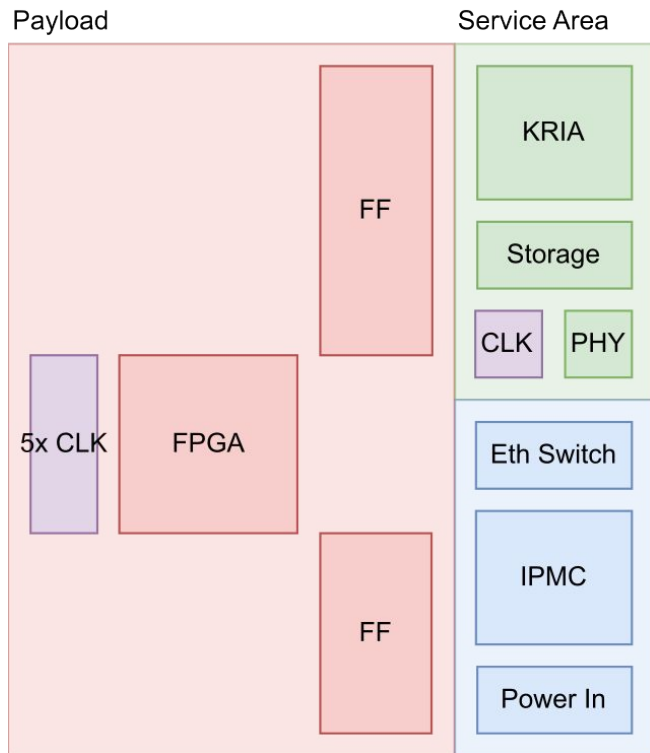 Payload
Service Area
FF
KRIA
Storage
CLK
PHY
5x CLK
FPGA
Eth Switch
IPMC
FF
Power In